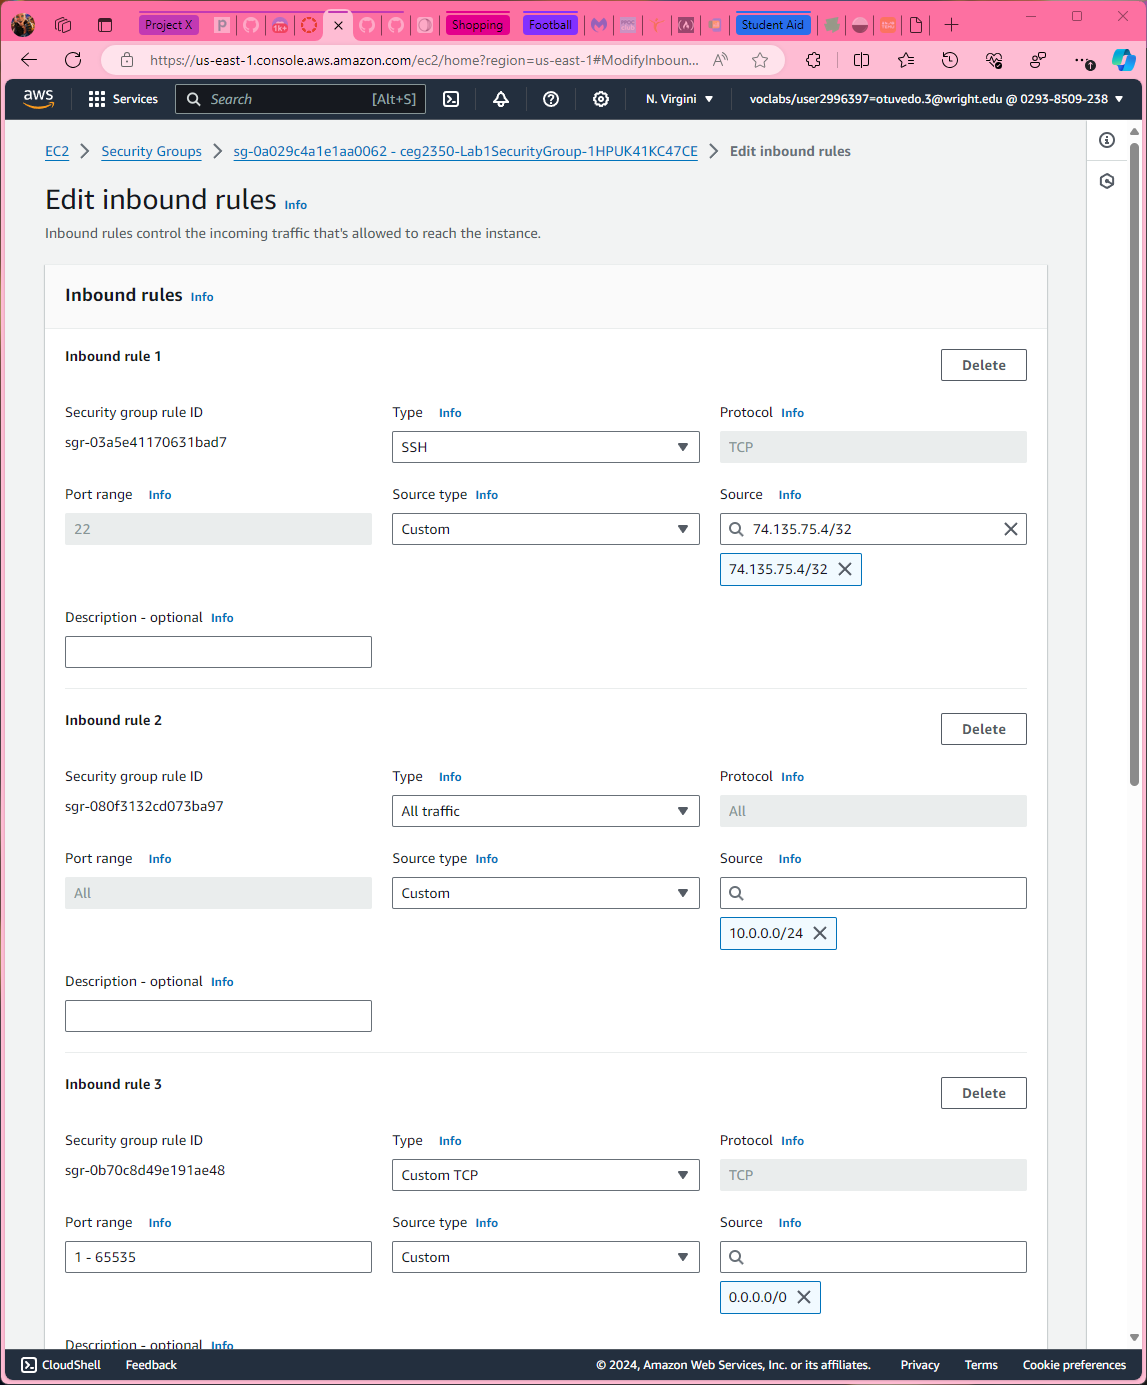 Project X
Shopping
Football
Student Aid
https://us-east-1.console.aws.amazon.com/ec2/home?region=us-east-1#ModifyInboun...
aws
Services
Search
[Alt+S]
N. Virgini
voclabs/user2996397=otuvedo.3@wright.edu @ 0293-8509-238
EC2
Security Groups
sg-0a029c4a1e1aa0062 - ceg2350-Lab1SecurityGroup-1HPUK41KC47CE
Edit inbound rules
Edit inbound rules Info
Inbound rules control the incoming traffic that's allowed to reach the instance.
Inbound rules Info
Inbound rule 1
Delete
Security group rule ID
sgr-03a5e41170631bad7
Type Info
SSH
Protocol Info
TCP
Port range Info
22
Source type Info
Custom
Source Info
74.135.75.4/32
74.135.75.4/32
Description - optional Info
Inbound rule 2
Delete
Security group rule ID
sgr-080f3132cd073ba97
Type Info
All traffic
Protocol Info
All
Port range Info
All
Source type Info
Custom
Source Info
10.0.0.0/24
Description - optional Info
Inbound rule 3
Delete
Security group rule ID
sgr-0b70c8d49e191ae48
Type Info
Custom TCP
Protocol Info
TCP
Port range Info
1 - 65535
Source type Info
Custom
Source Info
0.0.0.0/0
Description - optional Info
CloudShell
Feedback
© 2024, Amazon Web Services, Inc. or its affiliates.
Privacy
Terms
Cookie preferences